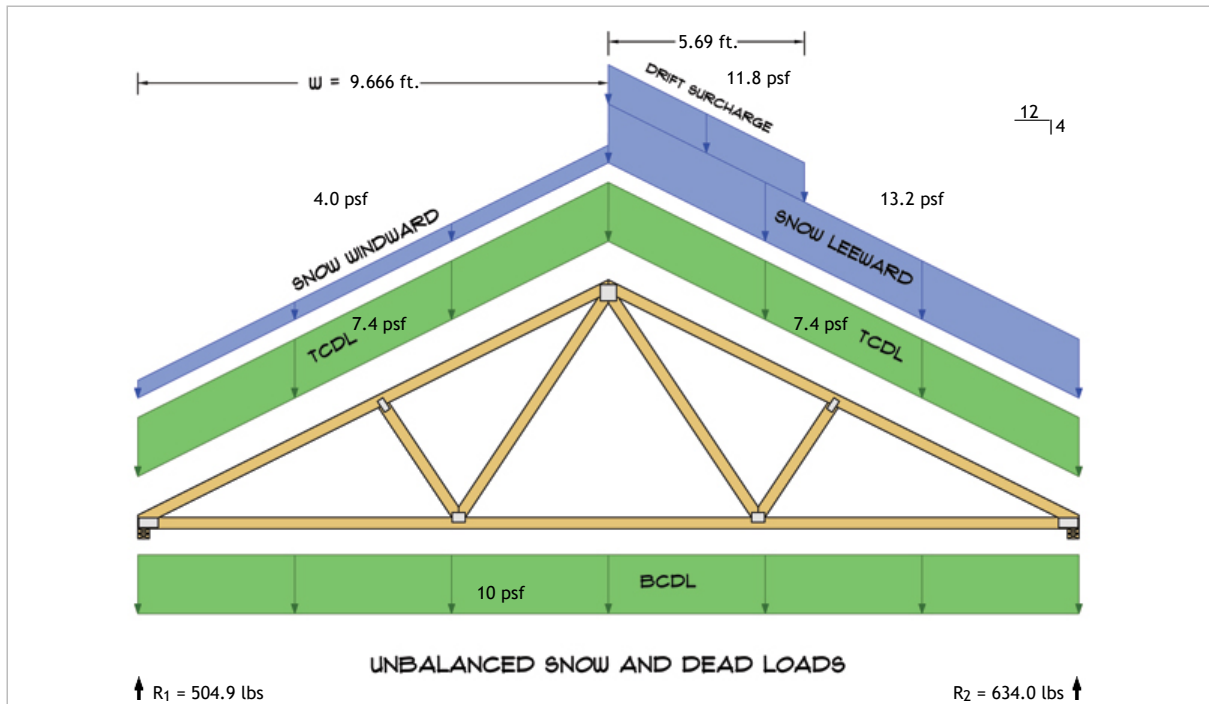 5.69 ft.
W = 9.666 ft.
DRIFT SURCHARGE
11.8 psf
12
4
4.0 psf
13.2 psf
SNOW WINDWARD
SNOW LEEWARD
7.4 psf
7.4 psf
TCDL
TCDL
10 psf
BCDL
UNBALANCED SNOW AND DEAD LOADS
R1 = 504.9 lbs
R2 = 634.0 lbs